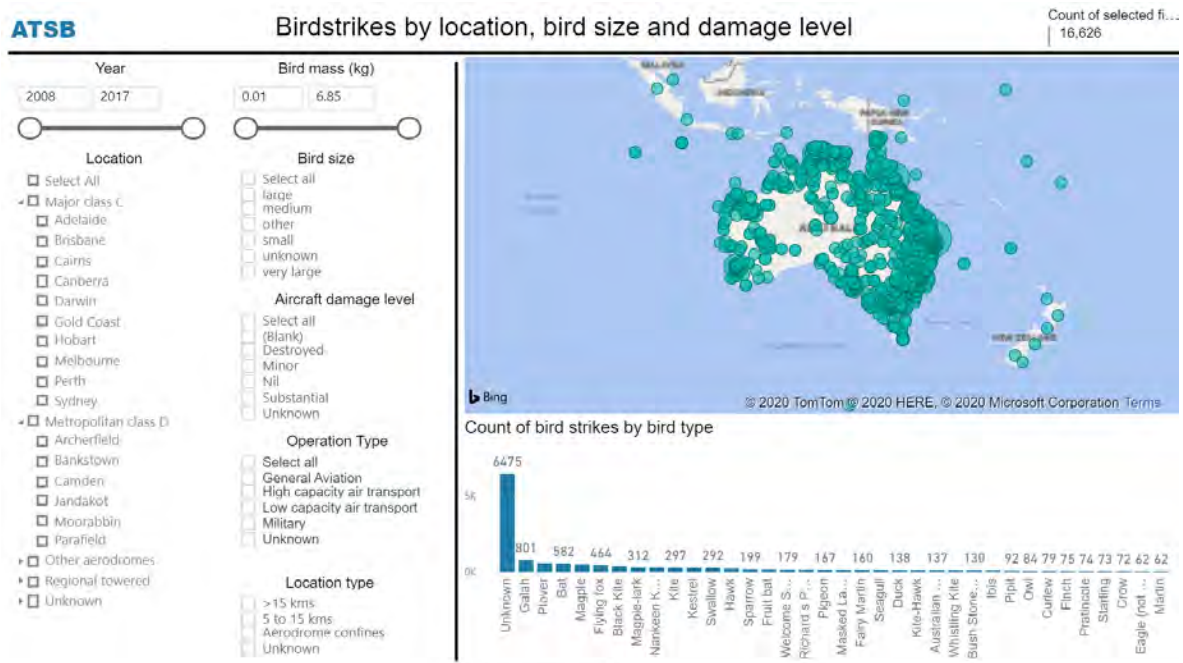 ATSB
Birdstrikes by location, bird size and damage level
Count of selected fi...
16,626
Year
2008 2017
Location
Select All
Major class C
Adelaide
Brisbane
Cairns
Canberra
Darwin
Gold Coast
Hobart
Melbourne
Perth
Sydney
Metropolitan class D
Archerfield
Bankstown
Camden
Jandakot
Moorabbin
Parafield
Other aerodromes
Regional towered
Unknown
Bird mass (kg)
0.01 6.85
Bird size
Select all
large
medium
other
small
unknown
very large
Aircraft damage level
Select all
(Blank)
Destroyed
Minor
Nil
Substantial
Unknown
Operation Type
Select all
General Aviation
High capacity air transport
Low capacity air transport
Military
Unknown
Location type
>15 kms
5 to 15 kms
Aerodrome confines
Unknown
MALAYSIA
INDONESIA
PAPUA NEW
GUINEA
NEW ZEALAND
Bing
© 2020 TomTom © 2020 HERE, © 2020 Microsoft Corporation Terms
Count of bird strikes by bird type
5K
0K
6475
801 582 464 312 297 292 199 179 167 160 138 137 130 92 84 79 75 74 73 72 62 62
Unknown
Galah
Plover
Bat
Magpie
Flying fox
Black Kite
Magpie-lark
Nankeen K...
Kite
Kestrel
Swallow
Hawk
Sparrow
Fruit bat
Welcome S...
Richard s P...
Pigeon
Masked La...
Fairy Martin
Seagull
Duck
Kite-Hawk
Australian ...
Whistling Kite
Bush Stone...
Ibis
Pipit
Owl
Curlew
Finch
Pratincole
Starling
Crow
Eagle (not ...
Martin